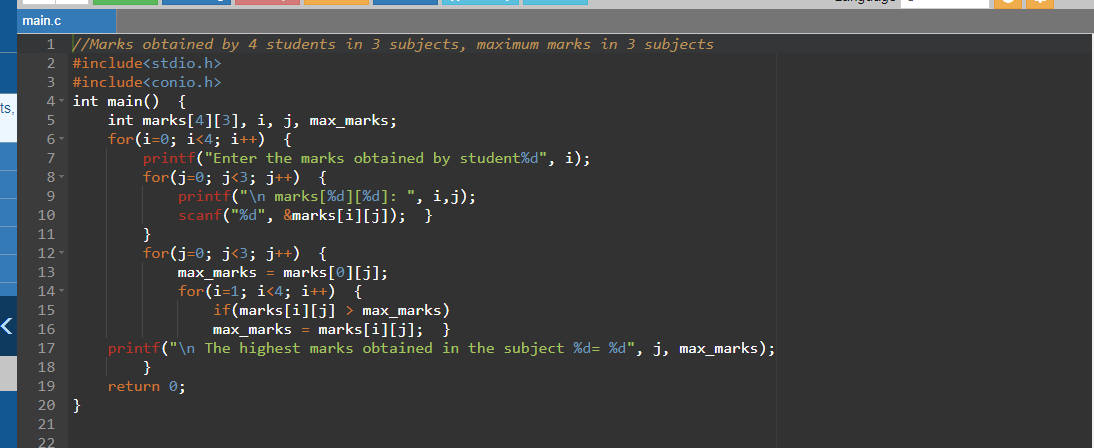 main.c
ts,
1 //Marks obtained by 4 students in 3 subjects, maximum marks in 3 subjects
2 #include<stdio.h>
3 #include<conio.h>
4 int main()  {
5     int marks[4][3], i, j, max_marks;
6     for(i=0; i<4; i++)  {
7         printf("Enter the marks obtained by student%d", i);
8         for(j=0; j<3; j++)  {
9             printf("\n marks[%d][%d]: ", i,j);
10             scanf("%d", &marks[i][j]);  }
11         }
12         for(j=0; j<3; j++)  {
13             max_marks = marks[0][j];
14             for(i=1; i<4; i++)  {
15                 if(marks[i][j] > max_marks)
16                 max_marks = marks[i][j];  }
17     printf("\n The highest marks obtained in the subject %d= %d", j, max_marks);
18         }
19     return 0;
20 }
21
22